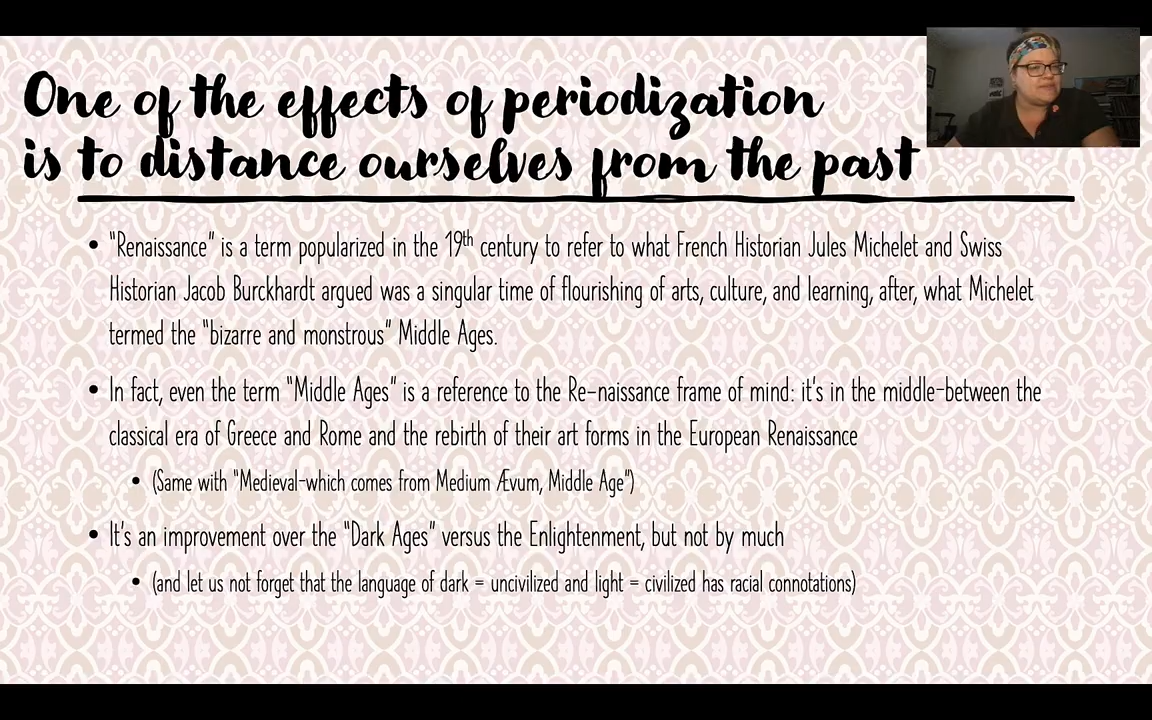 One of the effects of periodization
is to distance ourselves from the past
• "Renaissance" is a term popularized in the 19th century to refer to what French Historian Jules Michelet and Swiss
Historian Jacob Burckhardt argued was a singular time of flourishing of arts, culture, and learning, after, what Michelet
termed the "bizarre and monstrous" Middle Ages.
• In fact, even the term "Middle Ages" is a reference to the Re-naissance frame of mind: it's in the middle-between the
classical era of Greece and Rome and the rebirth of their art forms in the European Renaissance
• (Same with "Medieval-which comes from Medium Ævum, Middle Age")
• It's an improvement over the "Dark Ages" versus the Enlightenment, but not by much
• (and let us not forget that the language of dark = uncivilized and light = civilized has racial connotations)